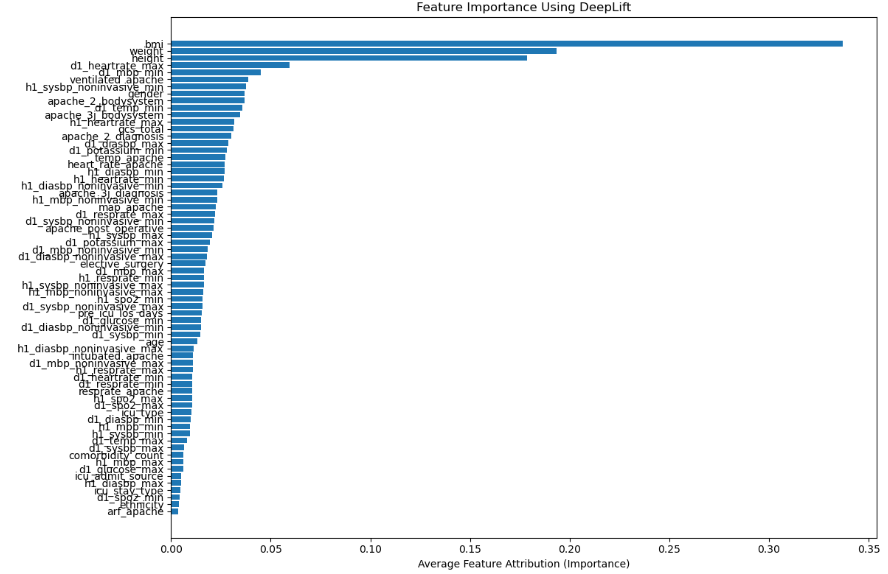 Feature Importance Using DeepLift
bmi
weight
height
d1_heartrate_max
d1_mbp_min
ventilated_apache
h1_sysbp_noninvasive_min
gender
apache_2_bodysystem
d1_temp_min
apache_3j_bodysystem
h1_heartrate_max
gcs_total
apache_2_diagnosis
d1_diasbp_max
d1_potassium_min
temp_apache
heart_rate_apache
h1_diasbp_min
h1_heartrate_min
h1_diasbp_noninvasive_min
apache_3j_diagnosis
h1_mbp_noninvasive_min
map_apache
d1_resprate_max
d1_sysbp_noninvasive_min
apache_post_operative
h1_sysbp_max
d1_potassium_max
d1_mbp_noninvasive_min
d1_diasbp_noninvasive_max
elective_surgery
d1_mbp_max
h1_resprate_min
h1_sysbp_noninvasive_max
h1_mbp_noninvasive_max
h1_spo2_min
d1_sysbp_noninvasive_max
pre_icu_los_days
d1_glucose_min
d1_diasbp_noninvasive_min
d1_sysbp_min
age
h1_diasbp_noninvasive_max
intubated_apache
d1_mbp_noninvasive_max
h1_resprate_max
d1_heartrate_min
d1_resprate_min
resprate_apache
h1_spo2_max
d1_spo2_max
icu_type
d1_diasbp_min
h1_mbp_min
h1_sysbp_min
d1_temp_max
d1_sysbp_max
comorbidity_count
h1_mbp_max
d1_glucose_max
icu_admit_source
h1_diasbp_max
icu_stay_type
d1_spo2_min
ethnicity
arf_apache
0.00 0.05 0.10 0.15 0.20 0.25 0.30 0.35
Average Feature Attribution (Importance)